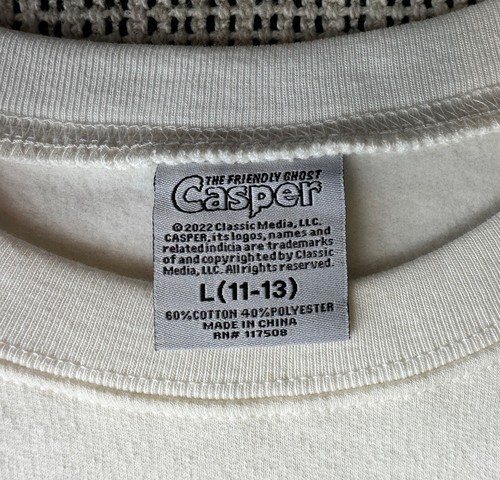 THE FRIENDLY GHOST
Casper
© 2022 Classic Media, LLC.
CASPER, its logos, names and
related indicia are trademarks
of and copyrighted by Classic
Media, LLC. All rights reserved.
L (11-13)
60%COTTON 40%POLYESTER
MADE IN CHINA
RN# 117508